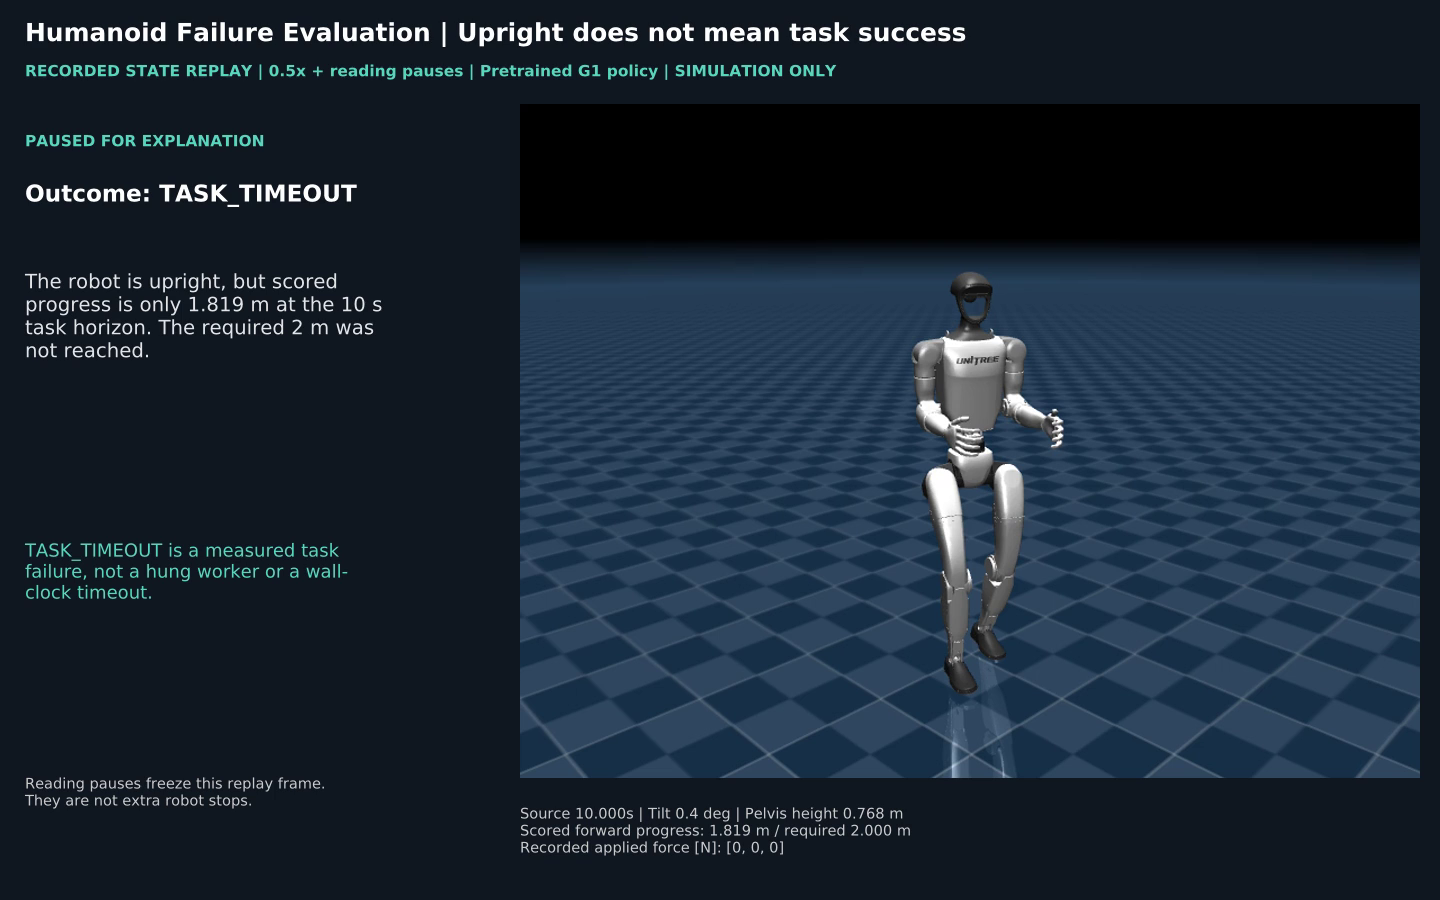 Humanoid Failure Evaluation | Upright does not mean task success
RECORDED STATE REPLAY | 0.5x + reading pauses | Pretrained G1 policy | SIMULATION ONLY
PAUSED FOR EXPLANATION
Outcome: TASK_TIMEOUT
The robot is upright, but scored
progress is only 1.819 m at the 10 s
task horizon. The required 2 m was
not reached.
TASK_TIMEOUT is a measured task
failure, not a hung worker or a wall-
clock timeout.
Reading pauses freeze this replay frame.
They are not extra robot stops.
UNITREE
Source 10.000s | Tilt 0.4 deg | Pelvis height 0.768 m
Scored forward progress: 1.819 m / required 2.000 m
Recorded applied force [N]: [0, 0, 0]